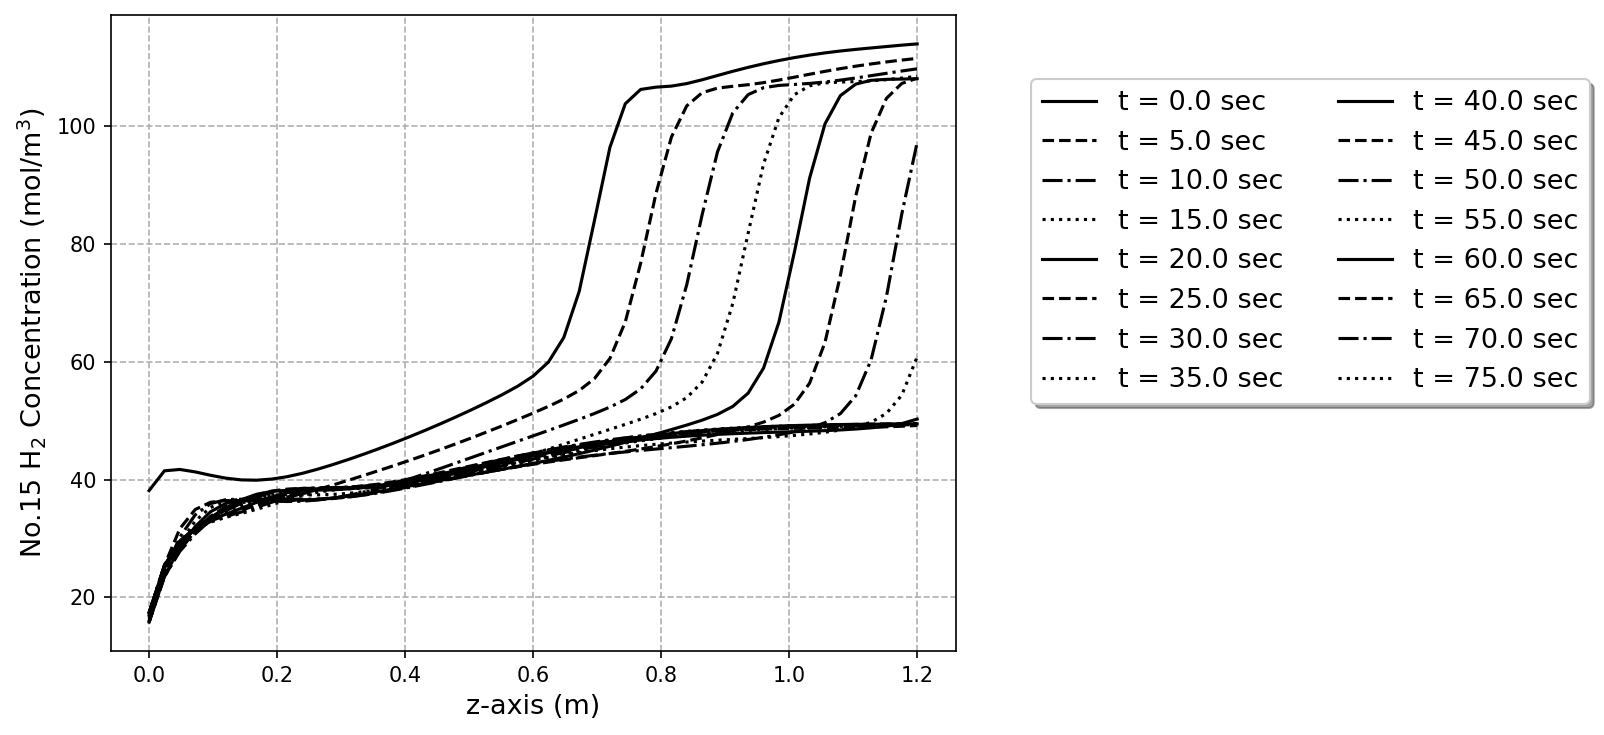 No.15 H₂ Concentration (mol/m³)
100
80
60
40
20
0.0 0.2 0.4 0.6 0.8 1.0 1.2
z-axis (m)
t = 0.0 sec
t = 5.0 sec
t = 10.0 sec
t = 15.0 sec
t = 20.0 sec
t = 25.0 sec
t = 30.0 sec
t = 35.0 sec
t = 40.0 sec
t = 45.0 sec
t = 50.0 sec
t = 55.0 sec
t = 60.0 sec
t = 65.0 sec
t = 70.0 sec
t = 75.0 sec